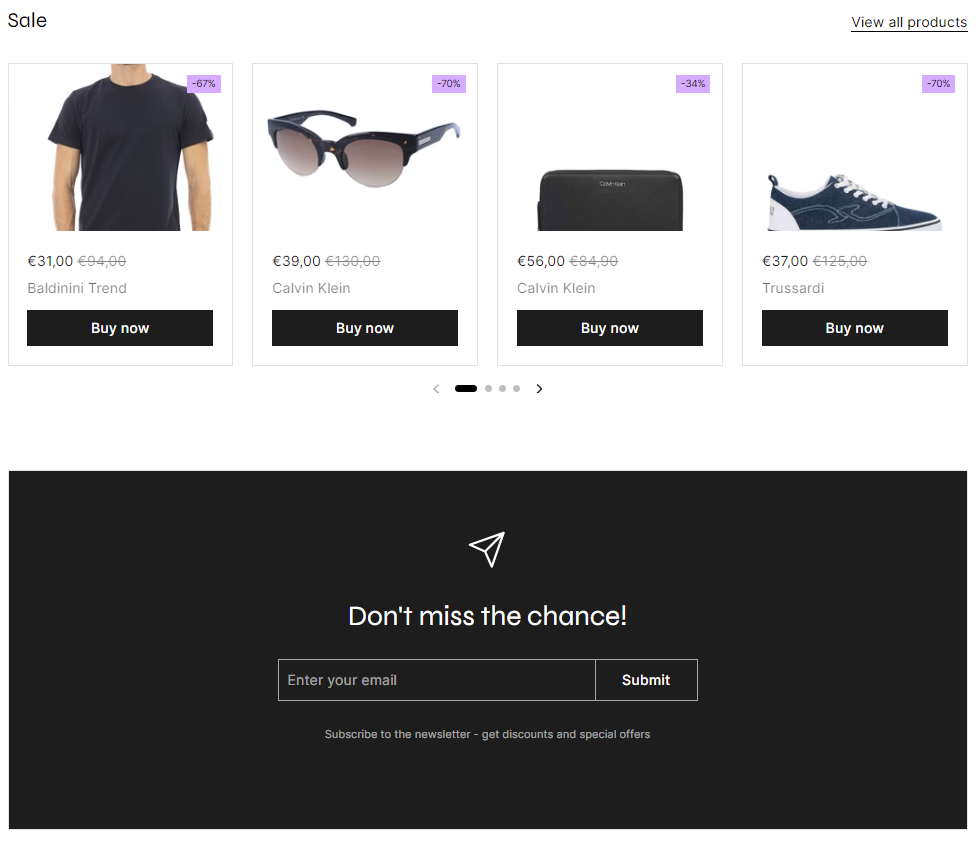 Sale
View all products
-67%
-70%
-34%
-70%
Calvin Klein
€31,00 €94,00
€39,00 €130,00
€56,00 €84,90
€37,00 €125,00
Baldinini Trend
Calvin Klein
Calvin Klein
Trussardi
Buy now
Buy now
Buy now
Buy now
Don't miss the chance!
Enter your email
Submit
Subscribe to the newsletter - get discounts and special offers